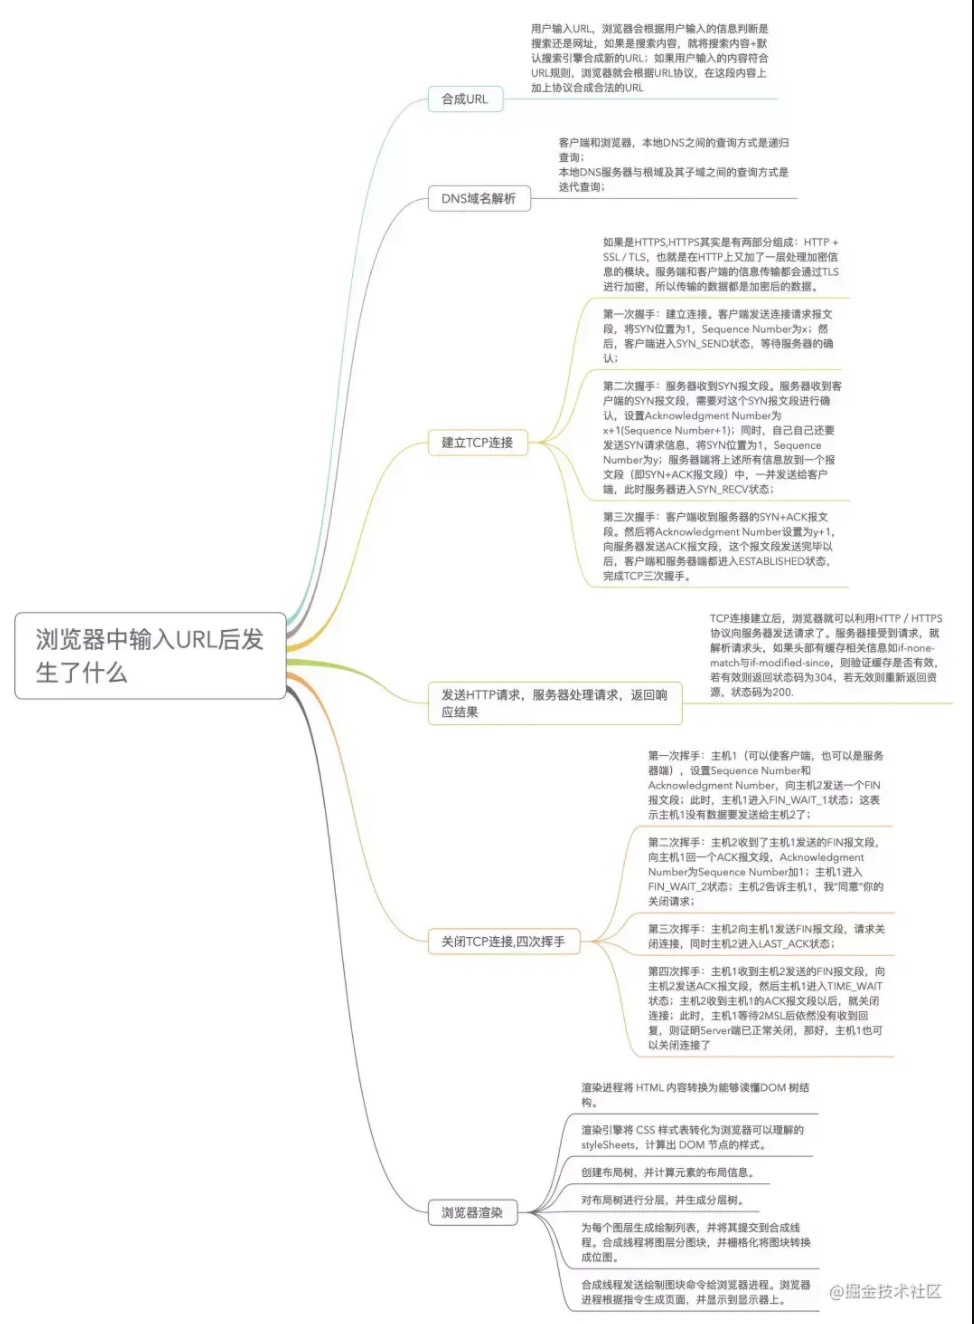 用户输入URL，浏览器会根据用户输入的信息判断是
搜索还是网址，如果是搜索内容，就将搜索内容+默
认搜索引擎合成新的URL；如果用户输入的内容符合
URL规则，浏览器就会根据URL协议，在这段内容上
加上协议合成合法的URL
合成URL
客户端和浏览器，本地DNS之间的查询方式是递归
查询；
本地DNS服务器与根域及其子域之间的查询方式是
迭代查询；
DNS域名解析
如果是HTTPS,HTTPS其实是有两部分组成：HTTP +
SSL / TLS，也就是在HTTP上又加了一层处理加密信
息的模块。服务端和客户端的信息传输都会通过TLS
进行加密，所以传输的数据都是加密后的数据。
第一次握手：建立连接。客户端发送连接请求报文
段，将SYN位置为1，Sequence Number为x；然
后，客户端进入SYN_SEND状态，等待服务器的确
认；
第二次握手：服务器收到SYN报文段。服务器收到客
户端的SYN报文段，需要对这个SYN报文段进行确
认，设置Acknowledgment Number为
x+1(Sequence Number+1)；同时，自己自己还要
发送SYN请求信息，将SYN位置为1，Sequence
Number为y；服务器端将上述所有信息放到一个报
文段（即SYN+ACK报文段）中，一并发送给客户
端，此时服务器进入SYN_RECV状态；
建立TCP连接
第三次握手：客户端收到服务器的SYN+ACK报文
段。然后将Acknowledgment Number设置为y+1，
向服务器发送ACK报文段，这个报文段发送完毕以
后，客户端和服务器端都进入ESTABLISHED状态，
完成TCP三次握手。
浏览器中输入URL后发
生了什么
TCP连接建立后，浏览器就可以利用HTTP / HTTPS
协议向服务器发送请求了。服务器接受到请求，就
解析请求头，如果头部有缓存相关信息如if-none-
match与if-modified-since，则验证缓存是否有效，
若有效则返回状态码为304，若无效则重新返回资
源，状态码为200.
发送HTTP请求，服务器处理请求，返回响
应结果
第一次挥手：主机1（可以使客户端，也可以是服务
器端），设置Sequence Number和
Acknowledgment Number，向主机2发送一个FIN
报文段；此时，主机1进入FIN_WAIT_1状态；这表
示主机1没有数据要发送给主机2了；
第二次挥手：主机2收到了主机1发送的FIN报文段，
向主机1回一个ACK报文段，Acknowledgment
Number为Sequence Number加1；主机1进入
FIN_WAIT_2状态；主机2告诉主机1，我“同意”你的
关闭请求；
第三次挥手：主机2向主机1发送FIN报文段，请求关
闭连接，同时主机2进入LAST_ACK状态；
关闭TCP连接,四次挥手
第四次挥手：主机1收到主机2发送的FIN报文段，向
主机2发送ACK报文段，然后主机1进入TIME_WAIT
状态；主机2收到主机1的ACK报文段以后，就关闭
连接；此时，主机1等待2MSL后依然没有收到回
复，则证明Server端已正常关闭，那好，主机1也可
以关闭连接了
渲染进程将 HTML 内容转换为能够读懂DOM 树结
构。
渲染引擎将 CSS 样式表转化为浏览器可以理解的
styleSheets，计算出 DOM 节点的样式。
创建布局树，并计算元素的布局信息。
对布局树进行分层，并生成分层树。
浏览器渲染
为每个图层生成绘制列表，并将其提交到合成线
程。合成线程将图层分图块，并栅格化将图块转换
成位图。
合成线程发送绘制图块命令给浏览器进程。浏览器
进程根据指令生成页面，并显示到显示器上。
@掘金技术社区